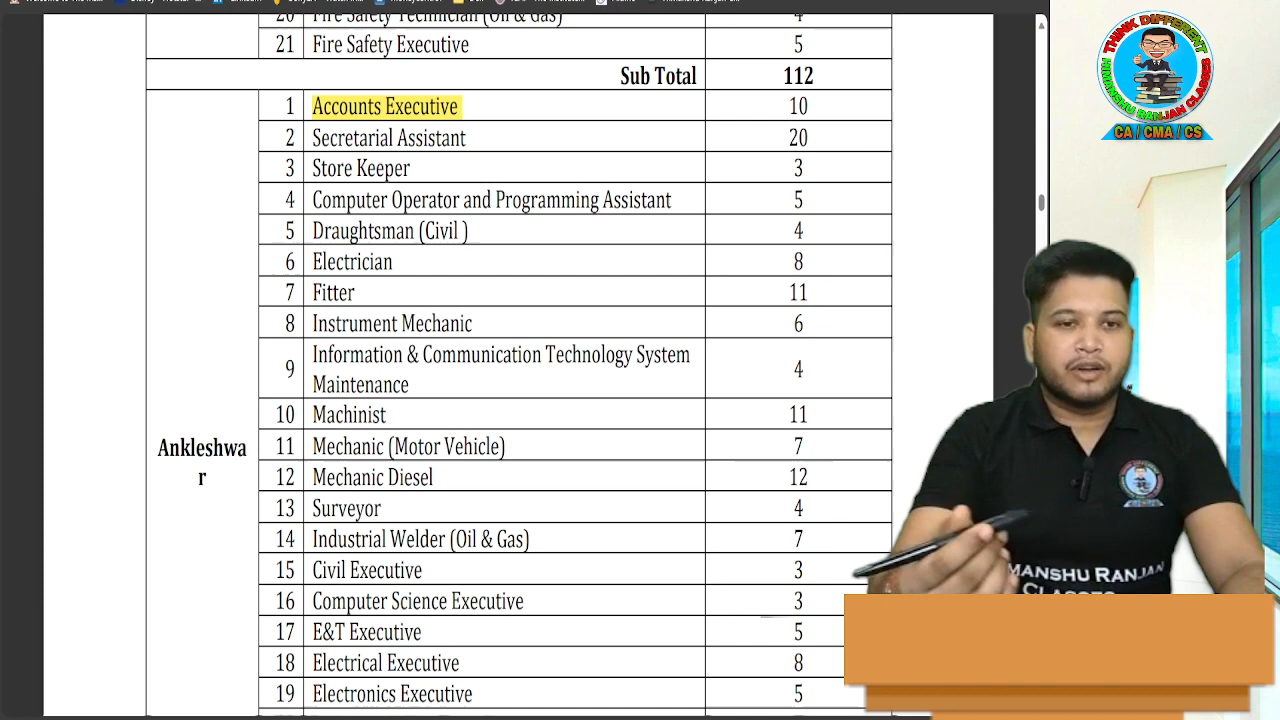 20 Fire Safety Technician (Oil & Gas) 4
21 Fire Safety Executive 5
Sub Total 112
1 Accounts Executive 10
2 Secretarial Assistant 20
3 Store Keeper 3
4 Computer Operator and Programming Assistant 5
5 Draughtsman (Civil ) 4
6 Electrician 8
7 Fitter 11
8 Instrument Mechanic 6
9 Information & Communication Technology System
Maintenance 4
10 Machinist 11
Ankleshwa
r
11 Mechanic (Motor Vehicle) 7
12 Mechanic Diesel 12
13 Surveyor 4
14 Industrial Welder (Oil & Gas) 7
15 Civil Executive 3
16 Computer Science Executive 3
17 E&T Executive 5
18 Electrical Executive 8
19 Electronics Executive 5
THINK DIFFERENT
HIMANSHU RANJAN CLASSES
CA / CMA / CS
MANSHU RANJAN
CLASSES